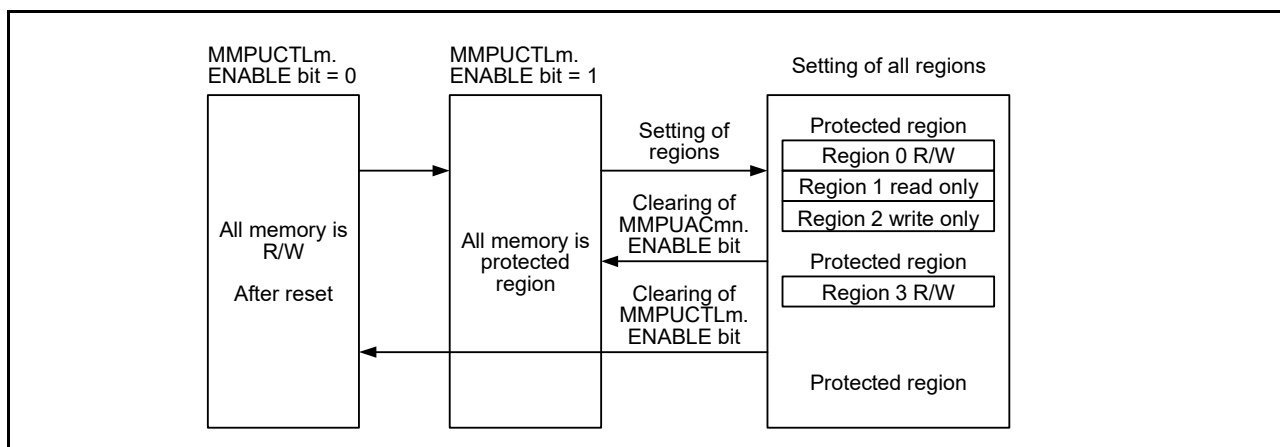 MMPUCTLm.
ENABLE bit = 0
All memory is
R/W
After reset
MMPUCTLm.
ENABLE bit = 1
All memory is
protected
region
Setting of
regions
Clearing of
MMPUACmn.
ENABLE bit
Clearing of
MMPUCTLm.
ENABLE bit
Setting of all regions
Protected region
Region 0 R/W
Region 1 read only
Region 2 write only
Protected region
Region 3 R/W
Protected region